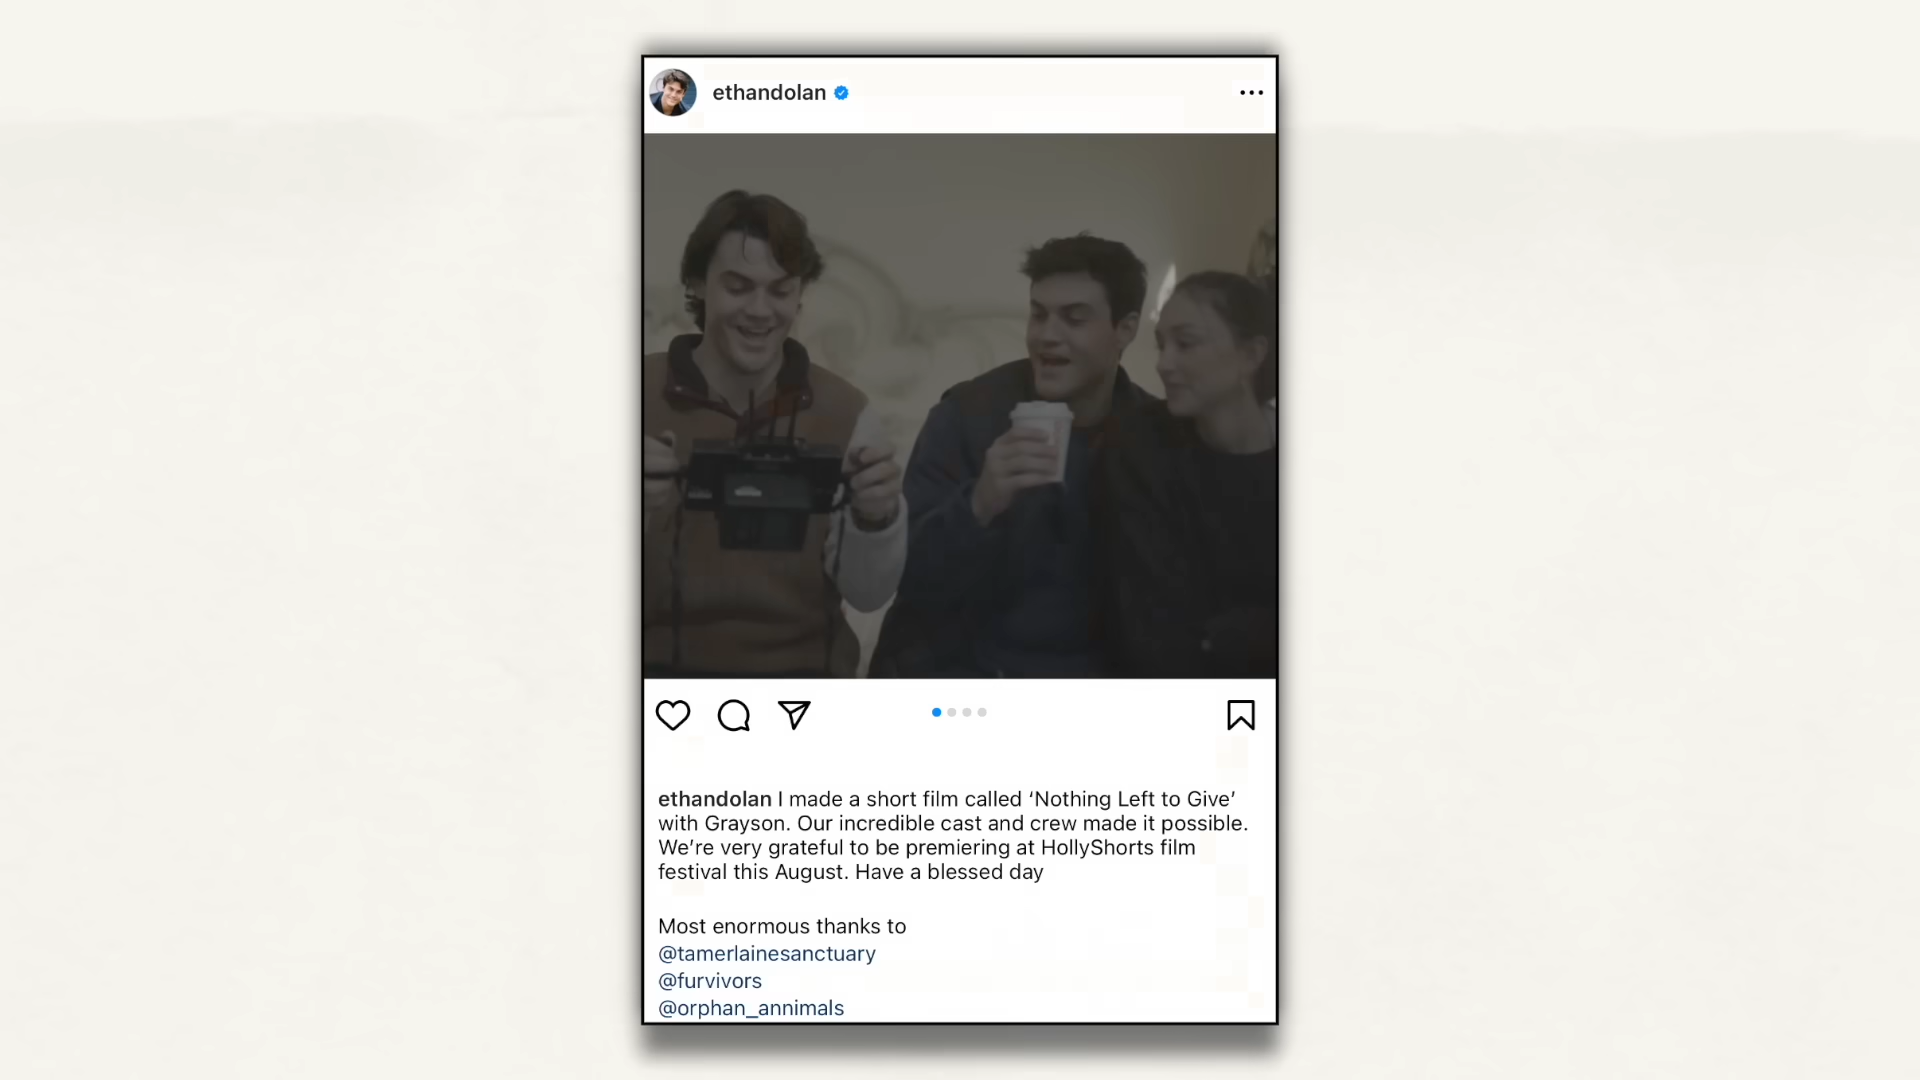 ethandolan
ethandolan I made a short film called ‘Nothing Left to Give’
with Grayson. Our incredible cast and crew made it possible.
We’re very grateful to be premiering at HollyShorts film
festival this August. Have a blessed day
Most enormous thanks to
@tamerlainesanctuary
@furvivors
@orphan_annimals